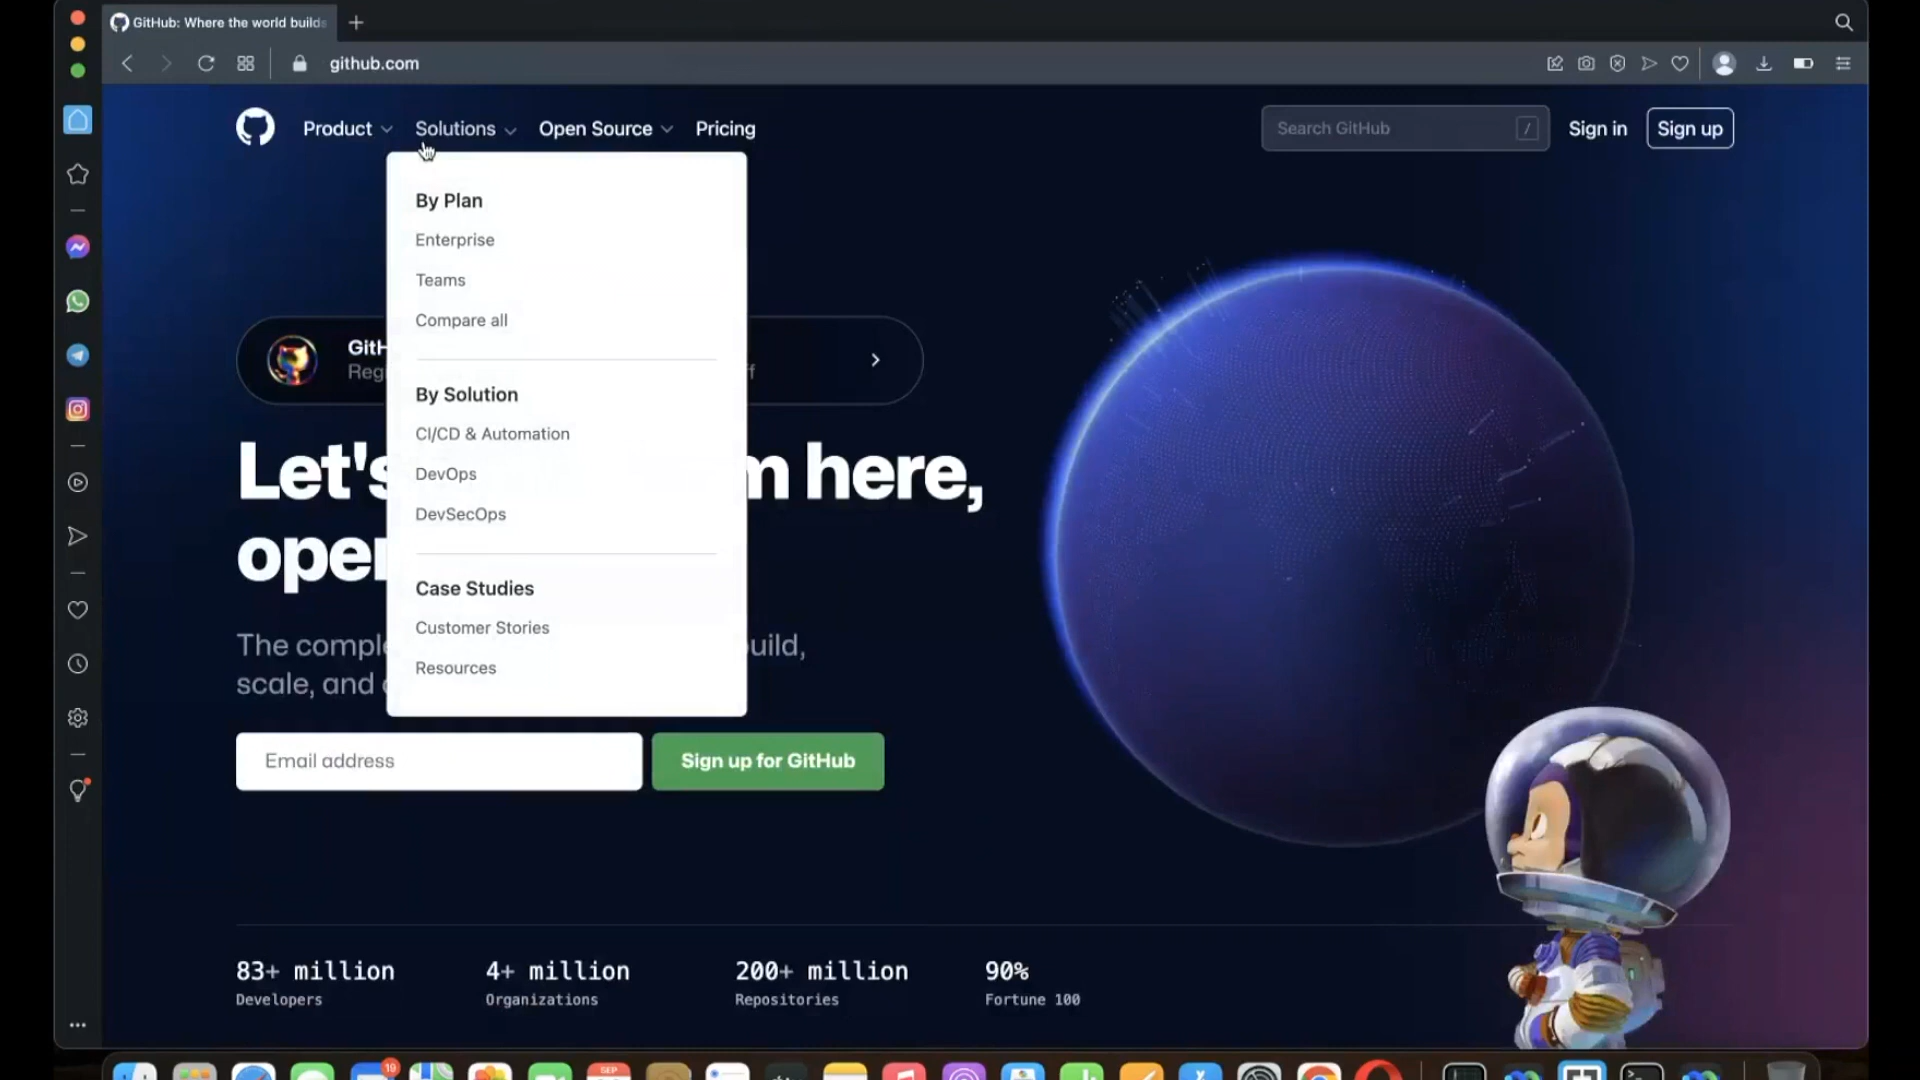 GitHub: Where the world builds
github.com
Product Solutions Open Source Pricing
Search GitHub /
Sign in
Sign up
By Plan
Enterprise
Teams
Compare all
By Solution
CI/CD & Automation
DevOps
DevSecOps
Case Studies
Customer Stories
Resources
Let's here,
The
scale, and
Email address
Sign up for GitHub
83+ million
Developers
4+ million
Organizations
200+ million
Repositories
90%
Fortune 100
19
SEP